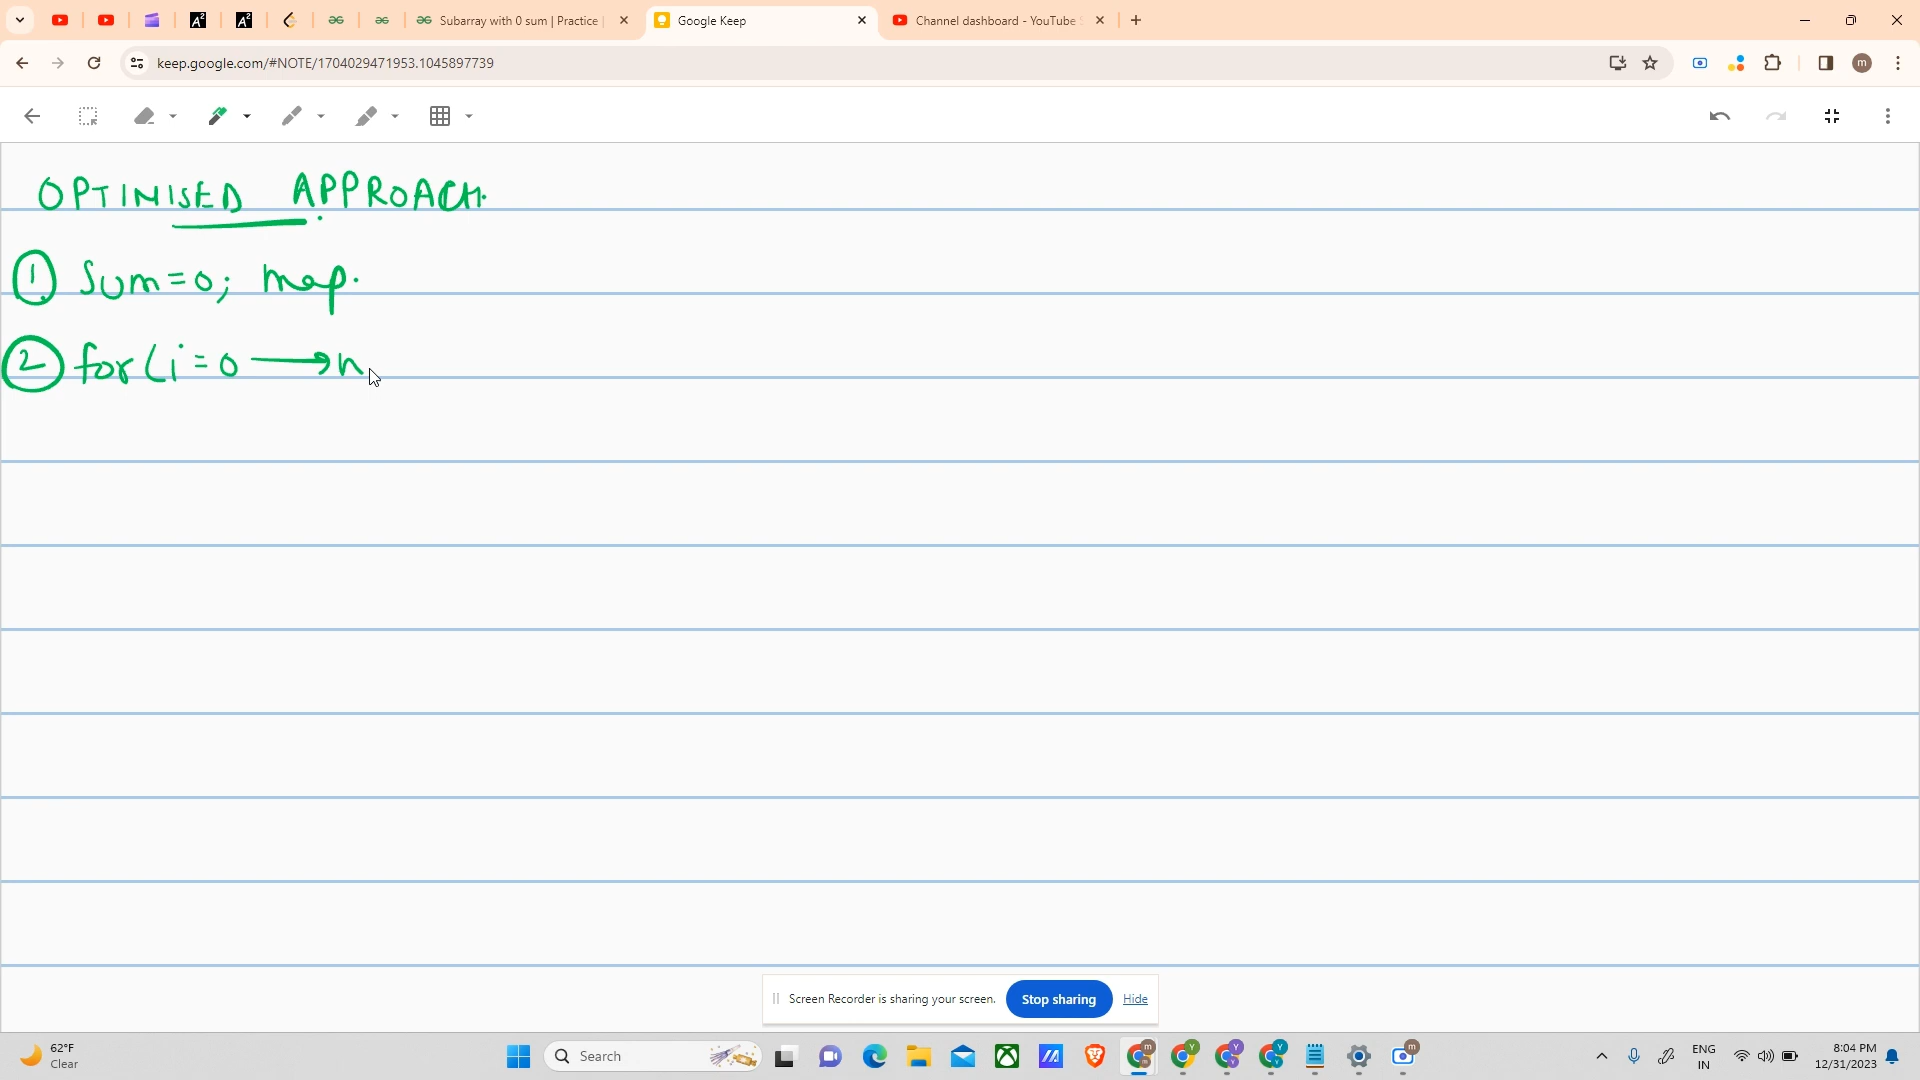 Subarray with 0 sum | Practice |
Google Keep
Channel dashboard - YouTube
keep.google.com/#NOTE/1704029471953.1045897739
m
OPTIMISED APPROACH.
1 Sum=0; map.
2 for(i=0 → n
Screen Recorder is sharing your screen.
Stop sharing
Hide
62°F
Clear
Search
ENG
IN
8:04 PM
12/31/2023